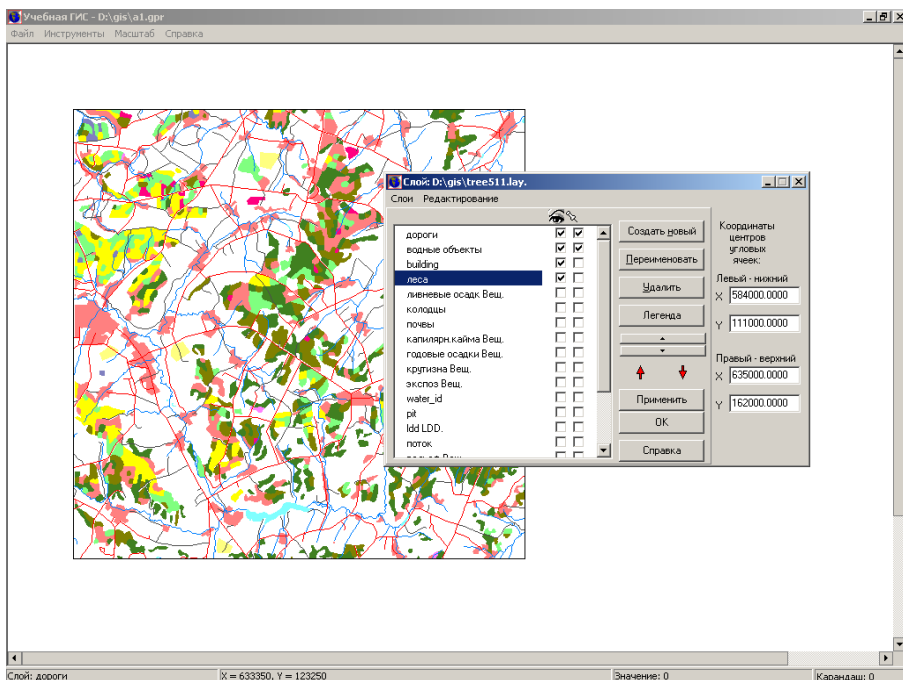 Учебная ГИС - D:\gis\a1.gpr
Файл Инструменты Масштаб Справка
Слой: D:\gis\tree511.lay.
Слои Редактирование
дороги
водные объекты
building
леса
ливневые осадк Вещ.
колодцы
почвы
капилярн.кайма Вещ.
годовые осадки Вещ.
крутизна Вещ.
экспоз Вещ.
water_id
pit
ldd LDD.
поток
Создать новый
Переименовать
Удалить
Легенда
Применить
OK
Справка
Координаты
центров
угловых
ячеек:
Левый - нижний
X 584000.0000
Y 111000.0000
Правый - верхний
X 635000.0000
Y 162000.0000
Слой: дороги X = 633350, Y = 123250 Значение: 0 Карандаш: 0